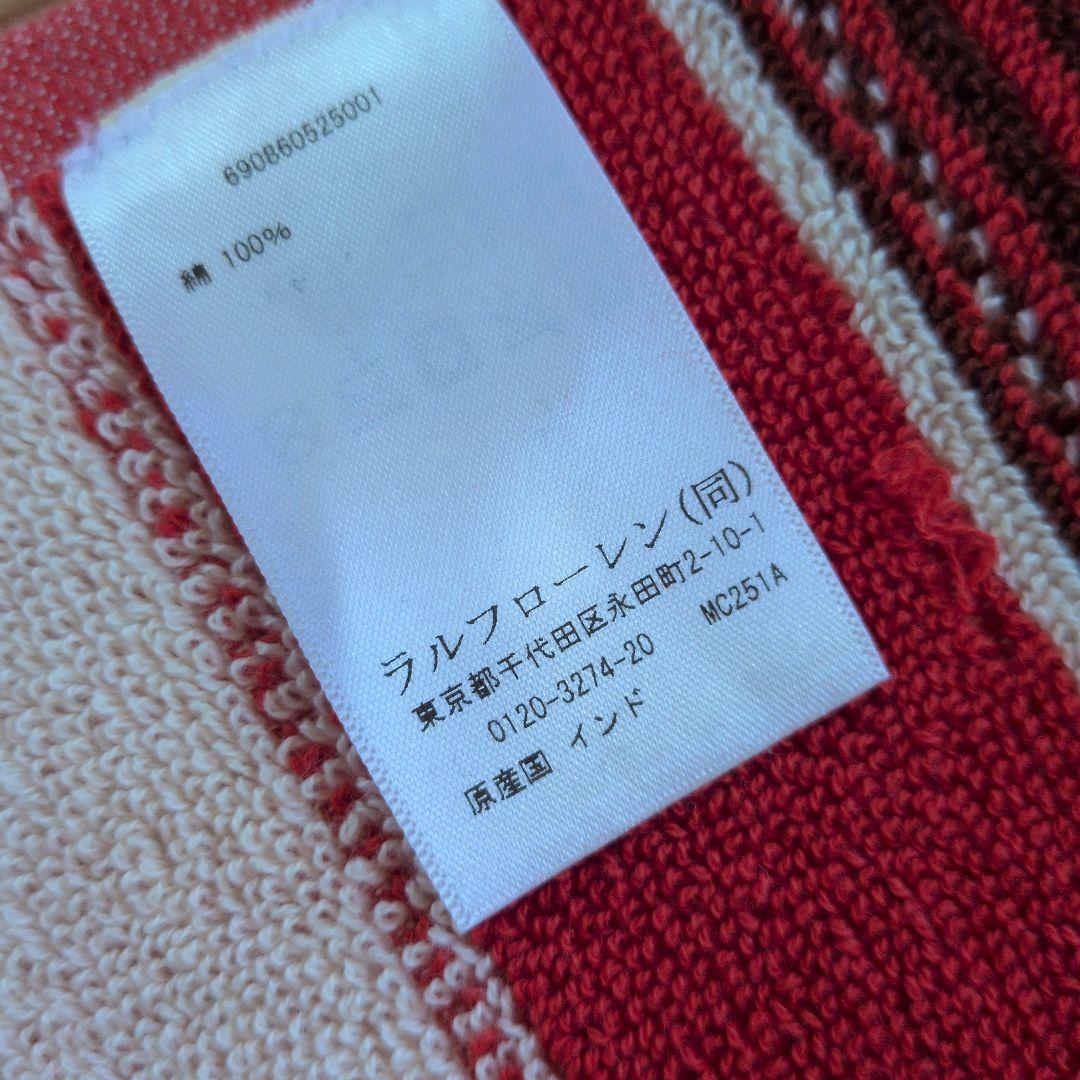 690860525001
綿 100%
ラルフローレン(同)
東京都千代田区永田町2-10-1
0120-3274-20 MC251A
原産国 インド